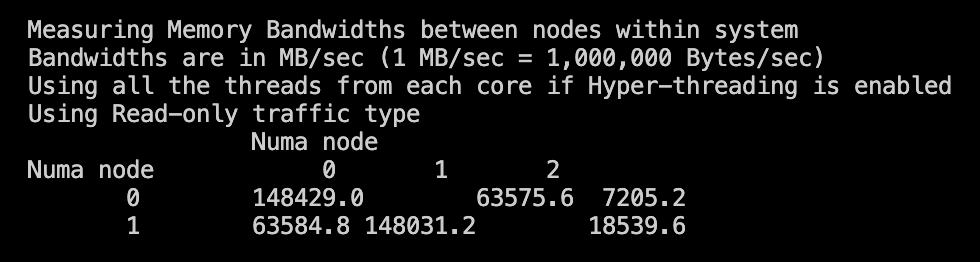 Measuring Memory Bandwidths between nodes within system
Bandwidths are in MB/sec (1 MB/sec = 1,000,000 Bytes/sec)
Using all the threads from each core if Hyper-threading is enabled
Using Read-only traffic type
Numa node
Numa node 0 1 2
0 148429.0 63575.6 7205.2
1 63584.8 148031.2 18539.6